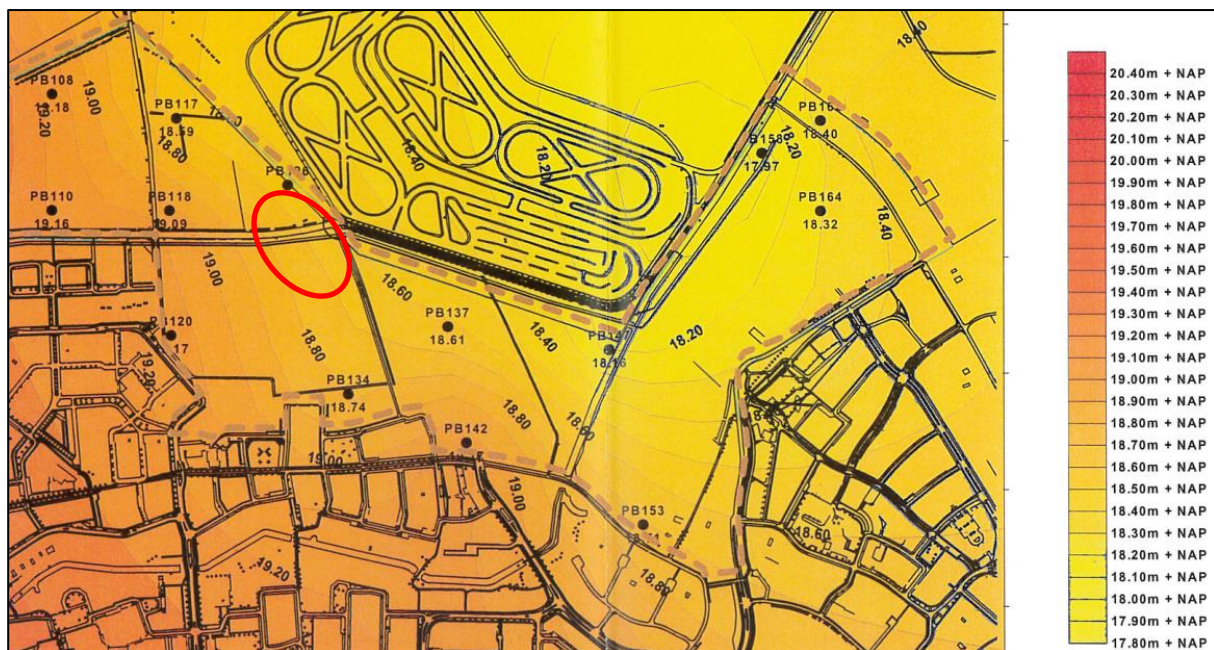 18.40
PB108
19.18
19.00
19.20
PB117
18.59
18.80
PB110
19.16
PB118
19.09
19.00
18.40
18.20
18.20
17.97
18.40
PB164
18.32
18.40
18.60
PB137
18.61
18.40
PB147
18.16
18.20
18.80
19.20
PB134
18.74
18.80
PB142
19.00
19.00
PB153
18.60
18.80
19.20
20.40m + NAP
20.30m + NAP
20.20m + NAP
20.10m + NAP
20.00m + NAP
19.90m + NAP
19.80m + NAP
19.70m + NAP
19.60m + NAP
19.50m + NAP
19.40m + NAP
19.30m + NAP
19.20m + NAP
19.10m + NAP
19.00m + NAP
18.90m + NAP
18.80m + NAP
18.70m + NAP
18.60m + NAP
18.50m + NAP
18.40m + NAP
18.30m + NAP
18.20m + NAP
18.10m + NAP
18.00m + NAP
17.90m + NAP
17.80m + NAP